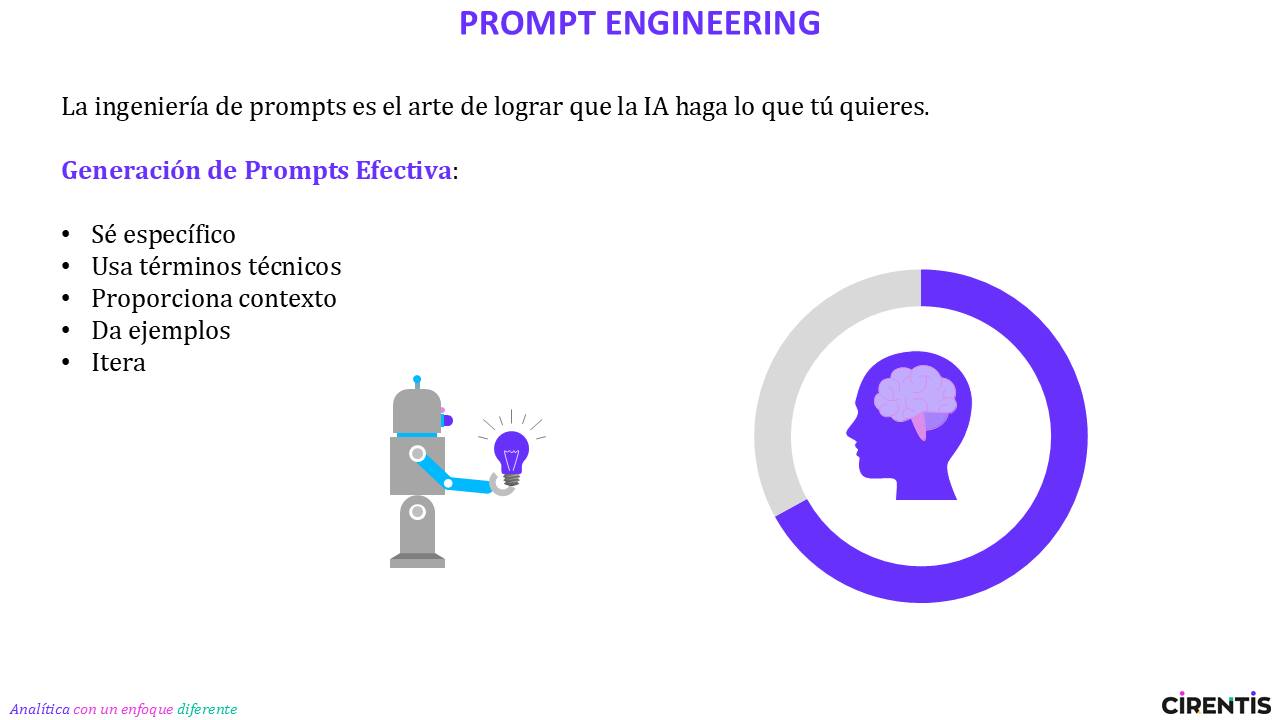 PROMPT ENGINEERING
La ingeniería de prompts es el arte de lograr que la IA haga lo que tú quieres.
Generación de Prompts Efectiva:
• Sé específico
• Usa términos técnicos
• Proporciona contexto
• Da ejemplos
• Itera
Analítica con un enfoque diferente
CIRENTIS